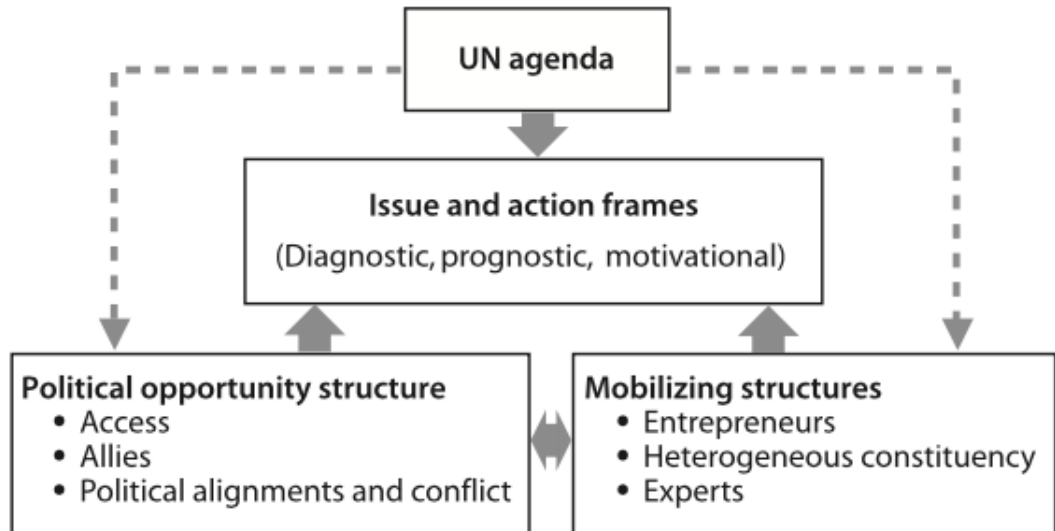 UN agenda
Issue and action frames
(Diagnostic, prognostic, motivational)
Political opportunity structure
• Access
• Allies
• Political alignments and conflict
Mobilizing structures
• Entrepreneurs
• Heterogeneous constituency
• Experts